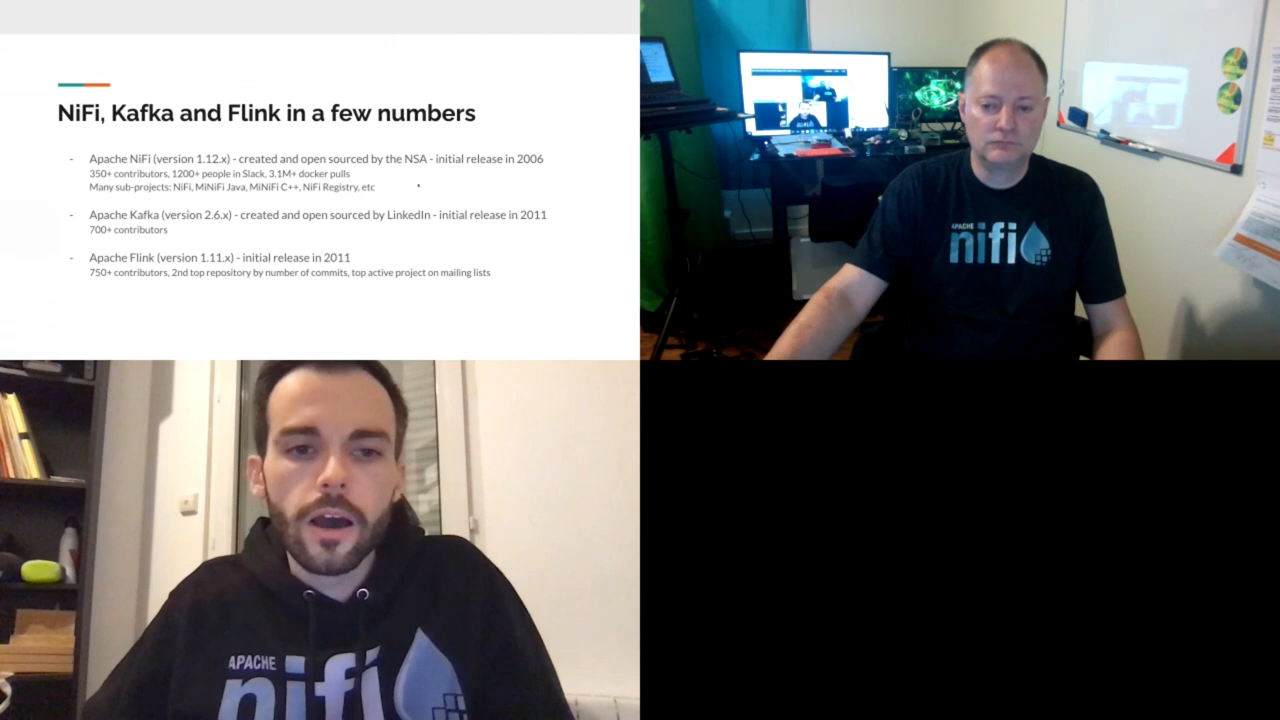 NiFi, Kafka and Flink in a few numbers
- Apache NiFi (version 1.12.x) - created and open sourced by the NSA - initial release in 2006
350+ contributors, 1200+ people in Slack, 3.1M+ docker pulls
Many sub-projects: NiFi, MiNiFi Java, MiNiFi C++, NiFi Registry, etc
- Apache Kafka (version 2.6.x) - created and open sourced by LinkedIn - initial release in 2011
700+ contributors
- Apache Flink (version 1.11.x) - initial release in 2011
750+ contributors, 2nd top repository by number of commits, top active project on mailing lists
APACHE
nifi
APACHE
nifi